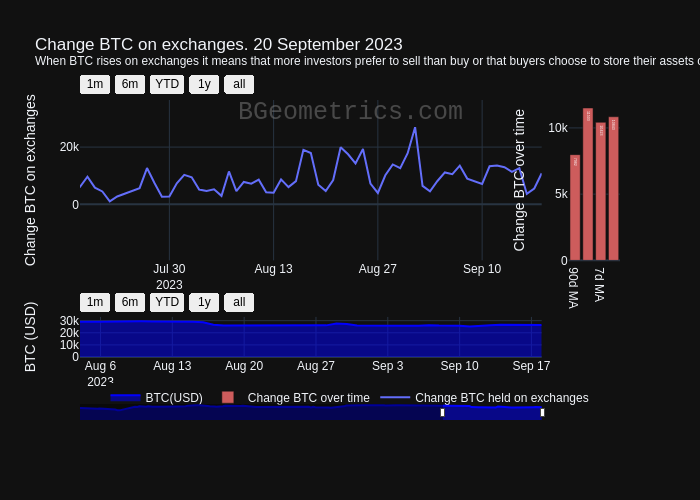 Change BTC on exchanges. 20 September 2023
When BTC rises on exchanges it means that more investors prefer to sell than buy or that buyers choose to store their assets
1m 6m YTD 1y all
BGeometrics.com
Change BTC on exchanges
20k
0
Jul 30 Aug 13 Aug 27 Sep 10
2023
Change BTC over time
10k
5k
0
90d MA 7d MA
1m 6m YTD 1y all
BTC (USD)
30k
20k
10k
0
Aug 6 Aug 13 Aug 20 Aug 27 Sep 3 Sep 10 Sep 17
2023
BTC(USD) Change BTC over time Change BTC held on exchanges